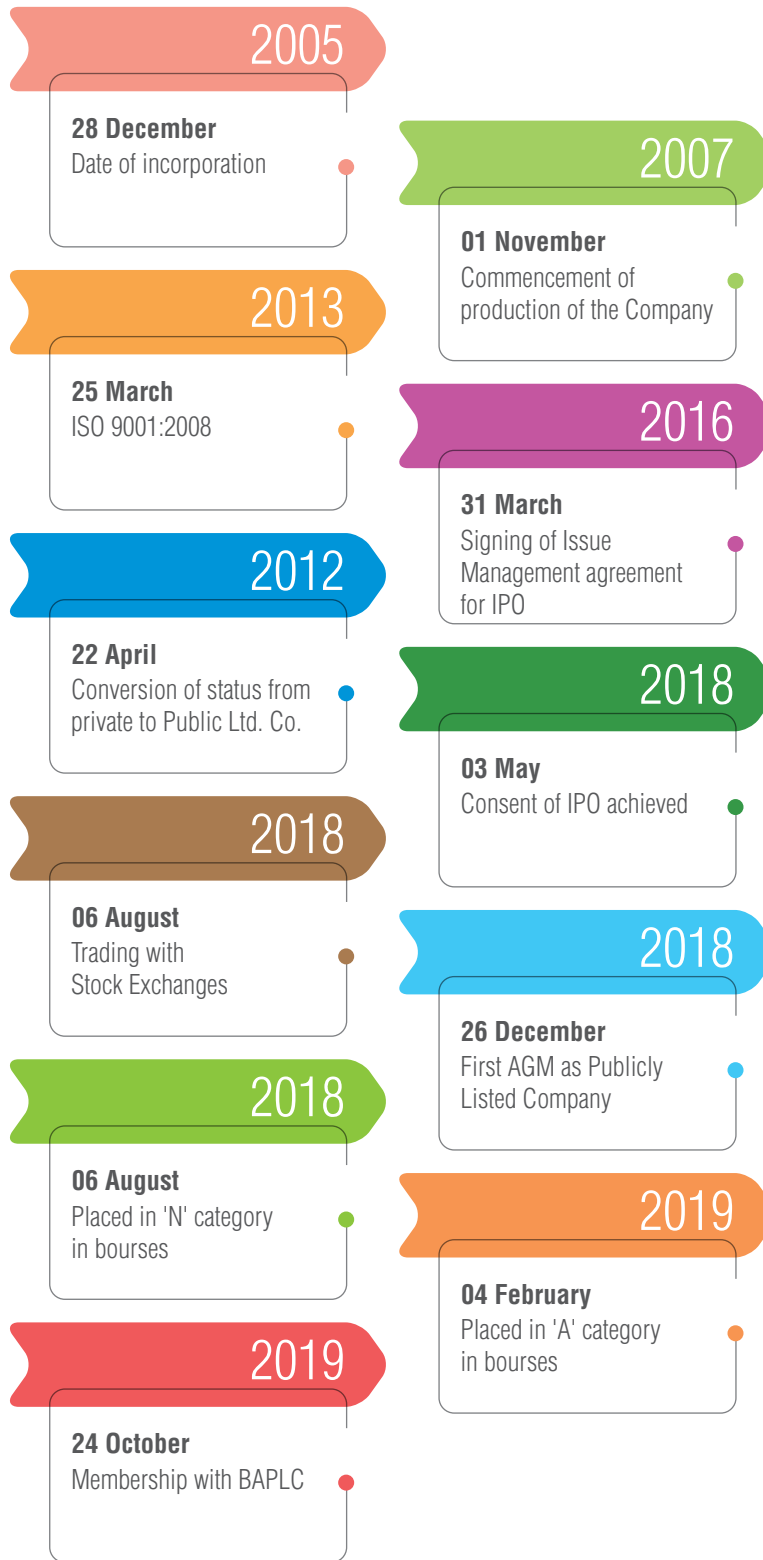 2005
28 December
Date of incorporation
2007
01 November
Commencement of
production of the Company
2013
25 March
ISO 9001:2008
2016
31 March
Signing of Issue
Management agreement
for IPO
2012
22 April
Conversion of status from
private to Public Ltd. Co.
2018
03 May
Consent of IPO achieved
2018
06 August
Trading with
Stock Exchanges
2018
26 December
First AGM as Publicly
Listed Company
2018
06 August
Placed in 'N' category
in bourses
2019
04 February
Placed in 'A' category
in bourses
2019
24 October
Membership with BAPLC